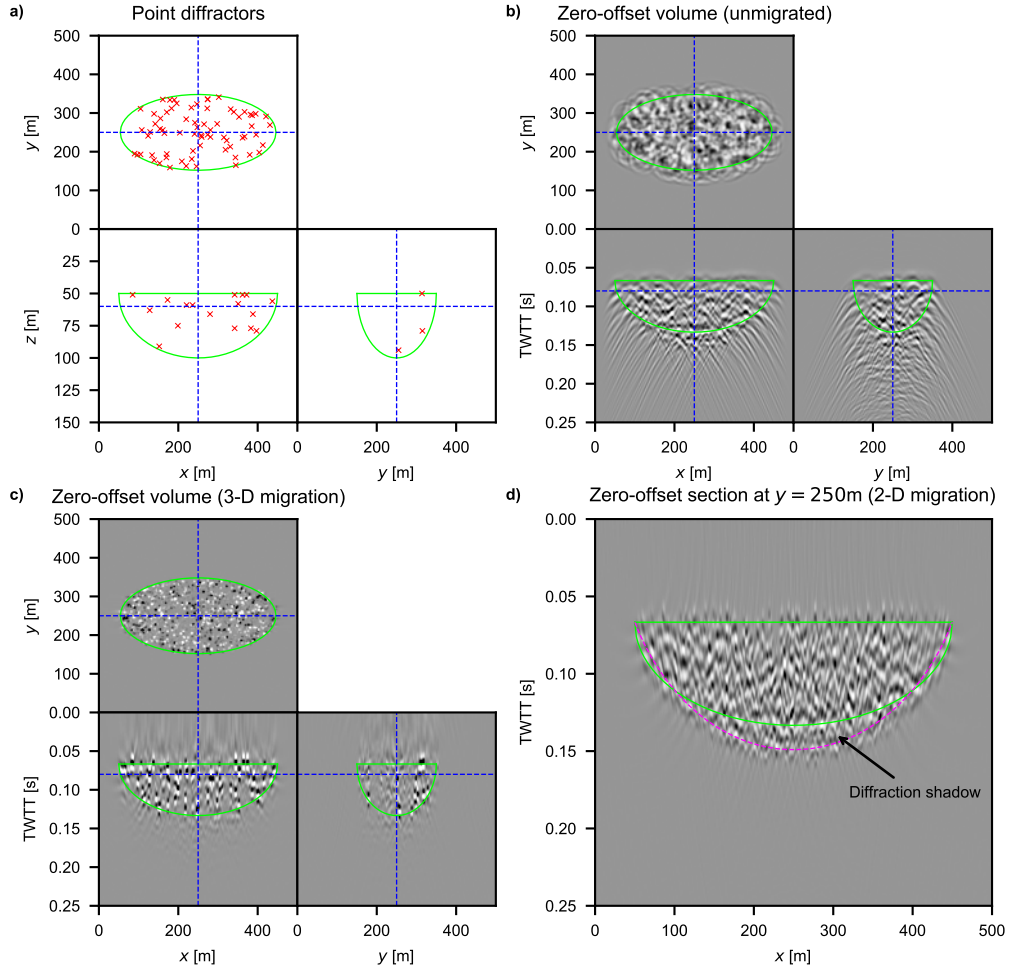 a) Point diffractors
500
400
y [m]
300
200
100
0
z [m]
25
50
75
100
125
150
0 200 400
x [m]
0 200 400
y [m]
b) Zero-offset volume (unmigrated)
500
400
y [m]
300
200
100
0.00
TWTT [s]
0.05
0.10
0.15
0.20
0.25
0 200 400
x [m]
0 200 400
y [m]
c) Zero-offset volume (3-D migration)
500
400
y [m]
300
200
100
0.00
TWTT [s]
0.05
0.10
0.15
0.20
0.25
0 200 400
x [m]
0 200 400
y [m]
d) Zero-offset section at y = 250m (2-D migration)
0.00
0.05
0.10
TWTT [s]
0.15
0.20
0.25
Diffraction shadow
0 100 200 300 400 500
x [m]